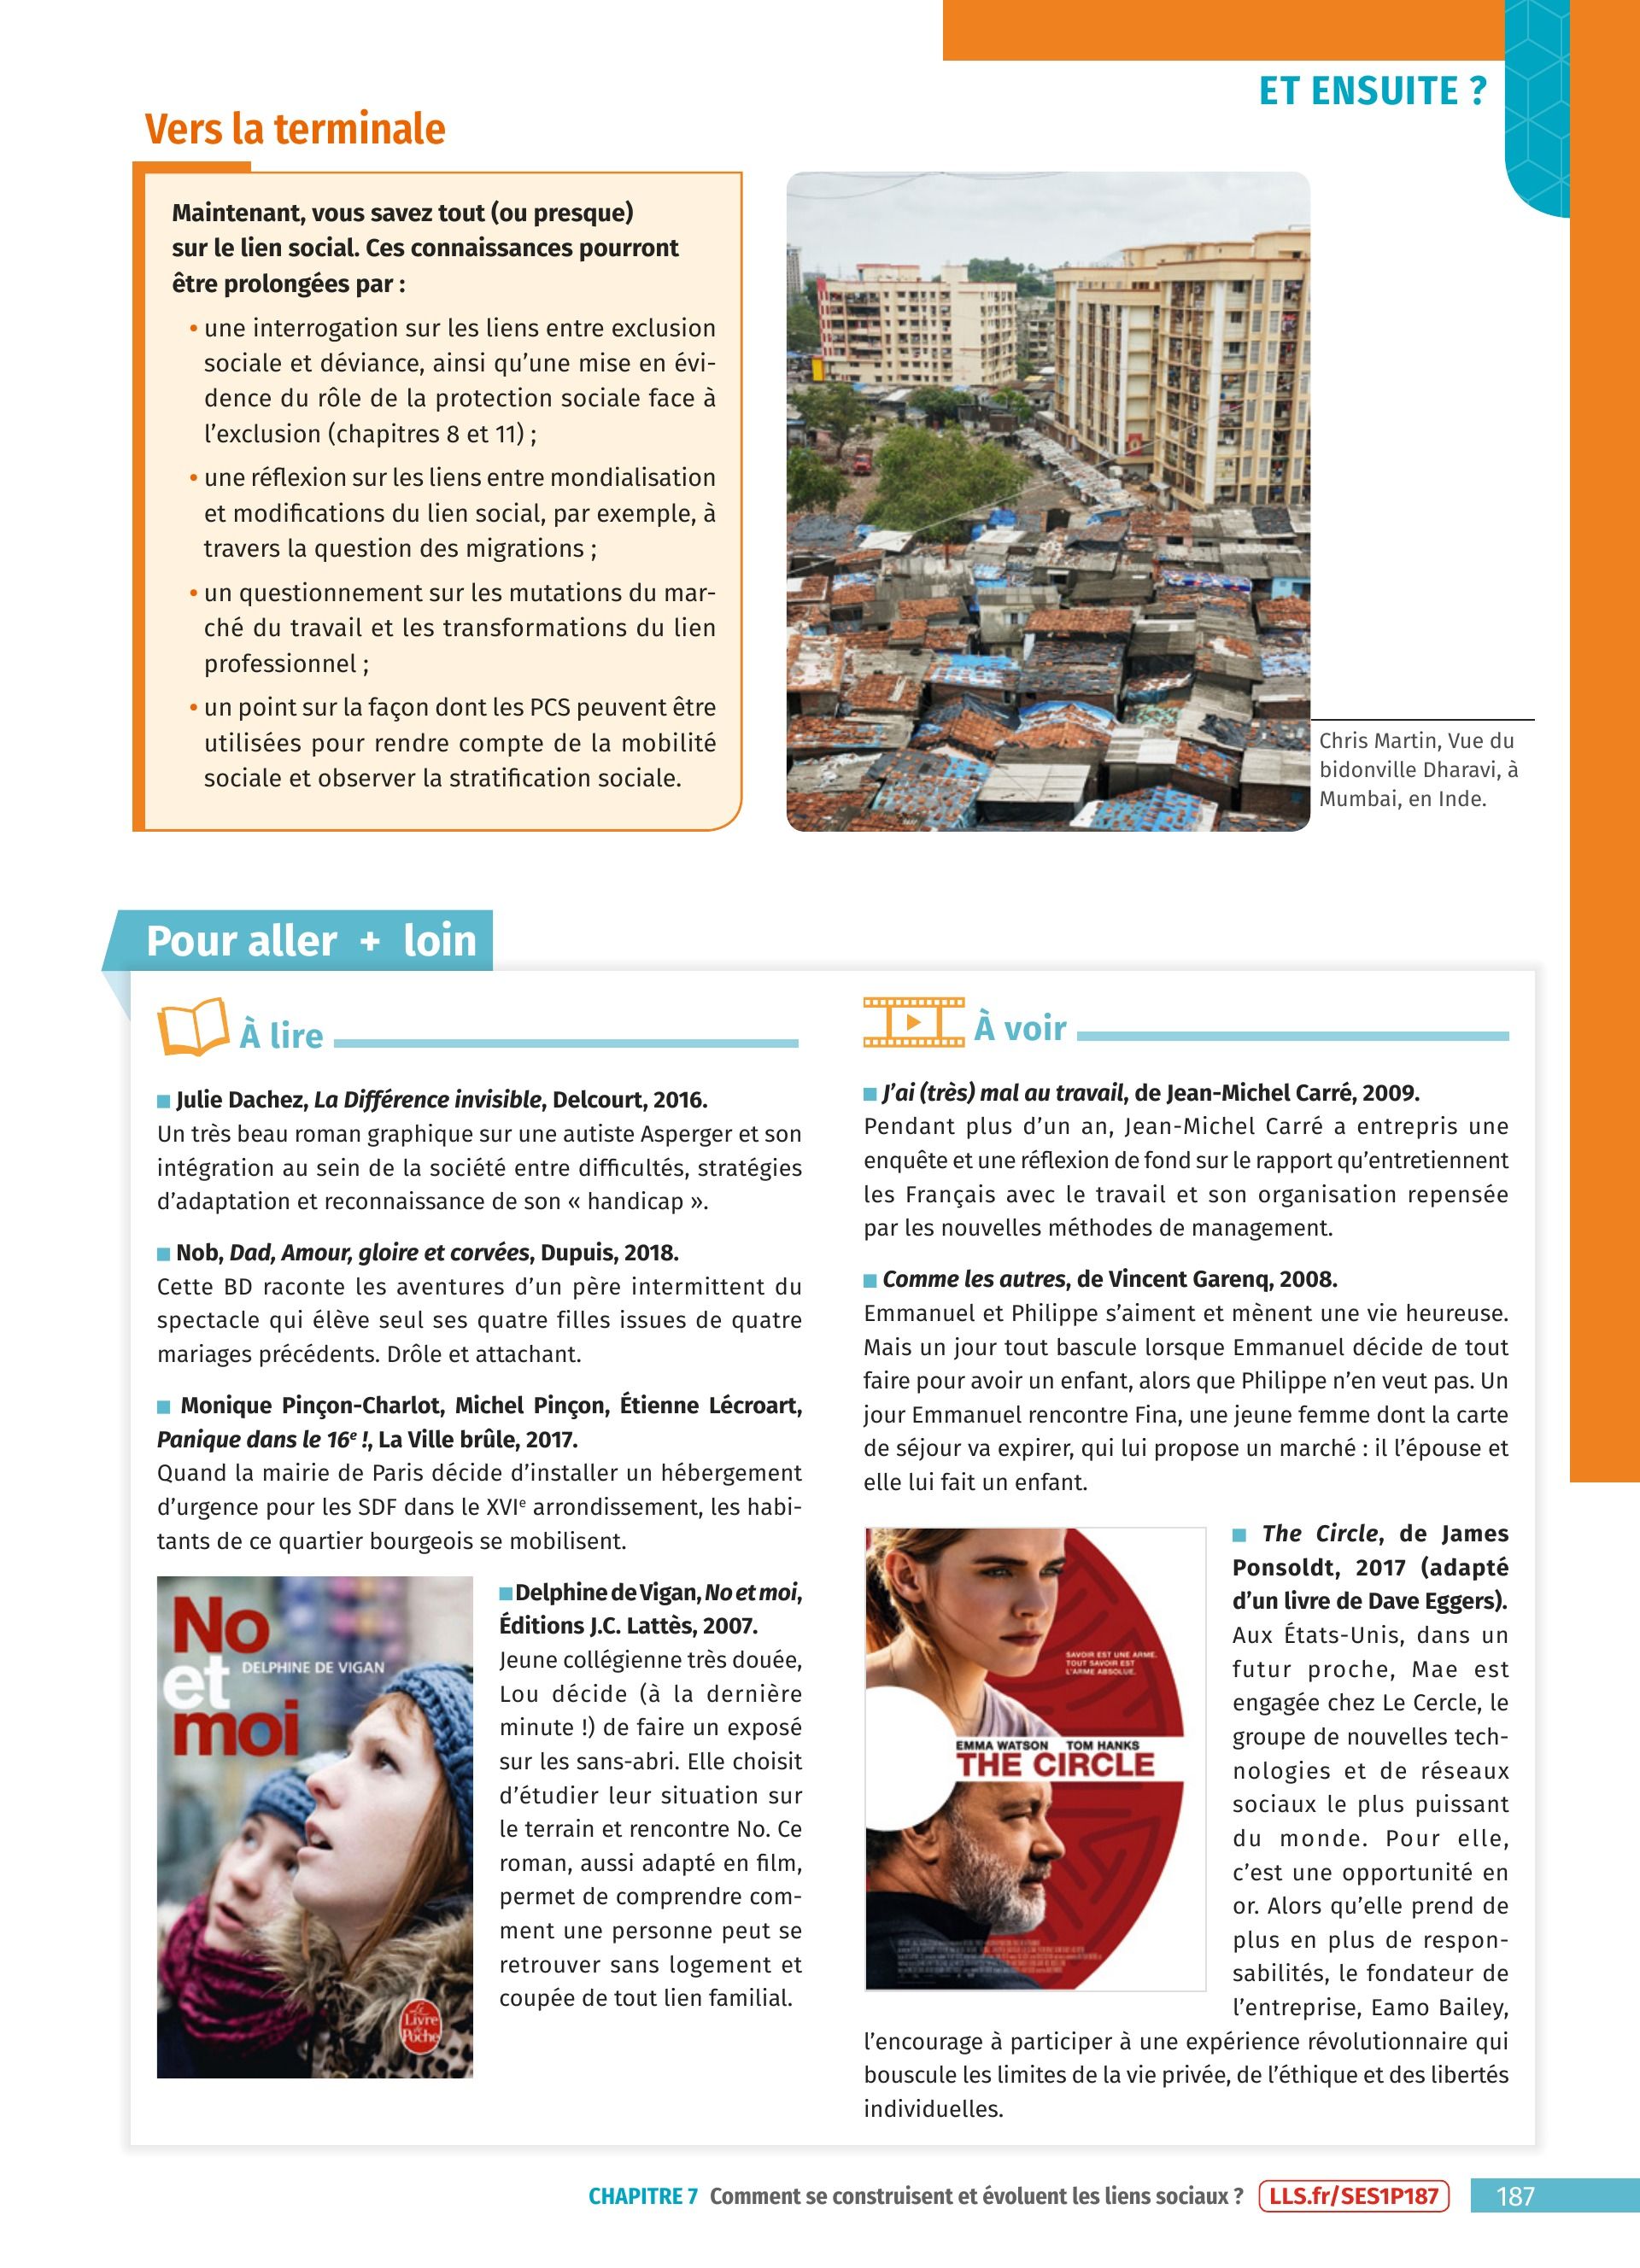 ET ENSUITE ?
Vers la terminale
Maintenant, vous savez tout (ou presque)
sur le lien social. Ces connaissances pourront
être prolongées par :
• une interrogation sur les liens entre exclusion
sociale et déviance, ainsi qu’une mise en évi-
dence du rôle de la protection sociale face à
l’exclusion (chapitres 8 et 11) ;
• une réflexion sur les liens entre mondialisation
et modifications du lien social, par exemple, à
travers la question des migrations ;
• un questionnement sur les mutations du mar-
ché du travail et les transformations du lien
professionnel ;
• un point sur la façon dont les PCS peuvent être
utilisées pour rendre compte de la mobilité
sociale et observer la stratification sociale.
Chris Martin, Vue du
bidonville Dharavi, à
Mumbai, en Inde.
Pour aller + loin
À lire
■ Julie Dachez, La Différence invisible, Delcourt, 2016.
Un très beau roman graphique sur une autiste Asperger et son
intégration au sein de la société entre difficultés, stratégies
d’adaptation et reconnaissance de son « handicap ».
■ Nob, Dad, Amour, gloire et corvées, Dupuis, 2018.
Cette BD raconte les aventures d’un père intermittent du
spectacle qui élève seul ses quatre filles issues de quatre
mariages précédents. Drôle et attachant.
■ Monique Pinçon-Charlot, Michel Pinçon, Étienne Lécroart,
Panique dans le 16e !, La Ville brûle, 2017.
Quand la mairie de Paris décide d’installer un hébergement
d’urgence pour les SDF dans le XVIe arrondissement, les habi-
tants de ce quartier bourgeois se mobilisent.
No
et
DELPHINE DE VIGAN
moi
Le
Livre
de
Poche
■ Delphine de Vigan, No et moi,
Éditions J.C. Lattès, 2007.
Jeune collégienne très douée,
Lou décide (à la dernière
minute !) de faire un exposé
sur les sans-abri. Elle choisit
d’étudier leur situation sur
le terrain et rencontre No. Ce
roman, aussi adapté en film,
permet de comprendre com-
ment une personne peut se
retrouver sans logement et
coupée de tout lien familial.
À voir
■ J’ai (très) mal au travail, de Jean-Michel Carré, 2009.
Pendant plus d’un an, Jean-Michel Carré a entrepris une
enquête et une réflexion de fond sur le rapport qu’entretiennent
les Français avec le travail et son organisation repensée
par les nouvelles méthodes de management.
■ Comme les autres, de Vincent Garenq, 2008.
Emmanuel et Philippe s’aiment et mènent une vie heureuse.
Mais un jour tout bascule lorsque Emmanuel décide de tout
faire pour avoir un enfant, alors que Philippe n’en veut pas. Un
jour Emmanuel rencontre Fina, une jeune femme dont la carte
de séjour va expirer, qui lui propose un marché : il l’épouse et
elle lui fait un enfant.
SAVOIR EST UNE ARME.
TOUT SAVOIR EST
L’ARME ABSOLUE.
EMMA WATSON TOM HANKS
THE CIRCLE
■ The Circle, de James
Ponsoldt, 2017 (adapté
d’un livre de Dave Eggers).
Aux États-Unis, dans un
futur proche, Mae est
engagée chez Le Cercle, le
groupe de nouvelles tech-
nologies et de réseaux
sociaux le plus puissant
du monde. Pour elle,
c’est une opportunité en
or. Alors qu’elle prend de
plus en plus de respon-
sabilités, le fondateur de
l’entreprise, Eamo Bailey,
l’encourage à participer à une expérience révolutionnaire qui
bouscule les limites de la vie privée, de l’éthique et des libertés
individuelles.
CHAPITRE 7 Comment se construisent et évoluent les liens sociaux ? LLS.fr/SES1P187 187